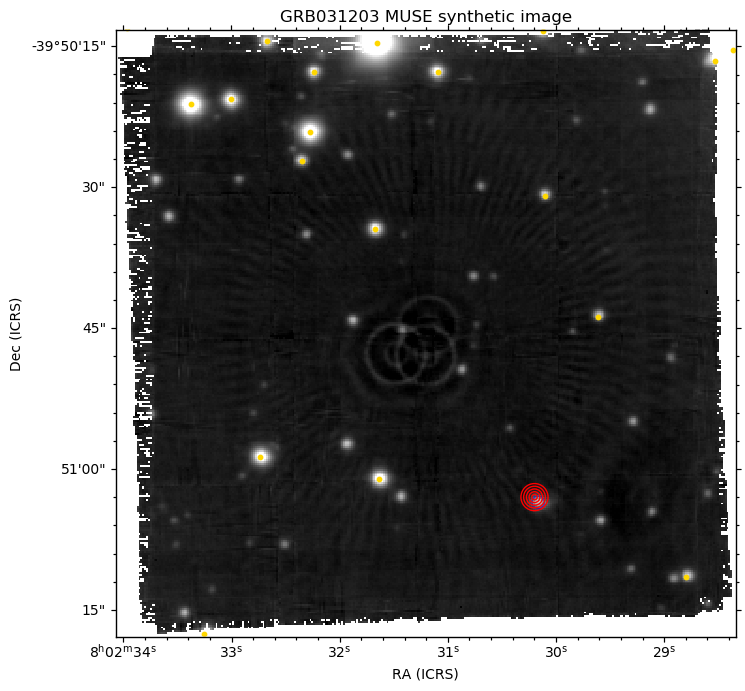 GRB031203 MUSE synthetic image
-39°50'15"
30"
45"
51'00"
15"
Dec (ICRS)
8ʰ02ᵐ34ˢ
33ˢ
32ˢ
31ˢ
30ˢ
29ˢ
RA (ICRS)